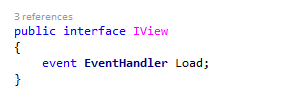 3 references
public interface IView
{
    event EventHandler Load;
}